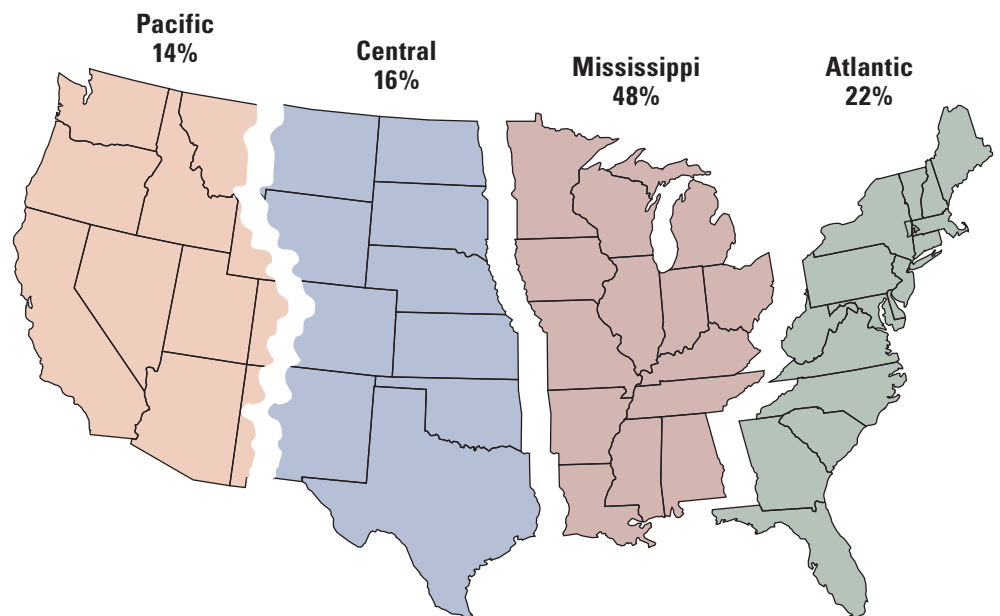 Pacific
14%
Central
16%
Mississippi
48%
Atlantic
22%